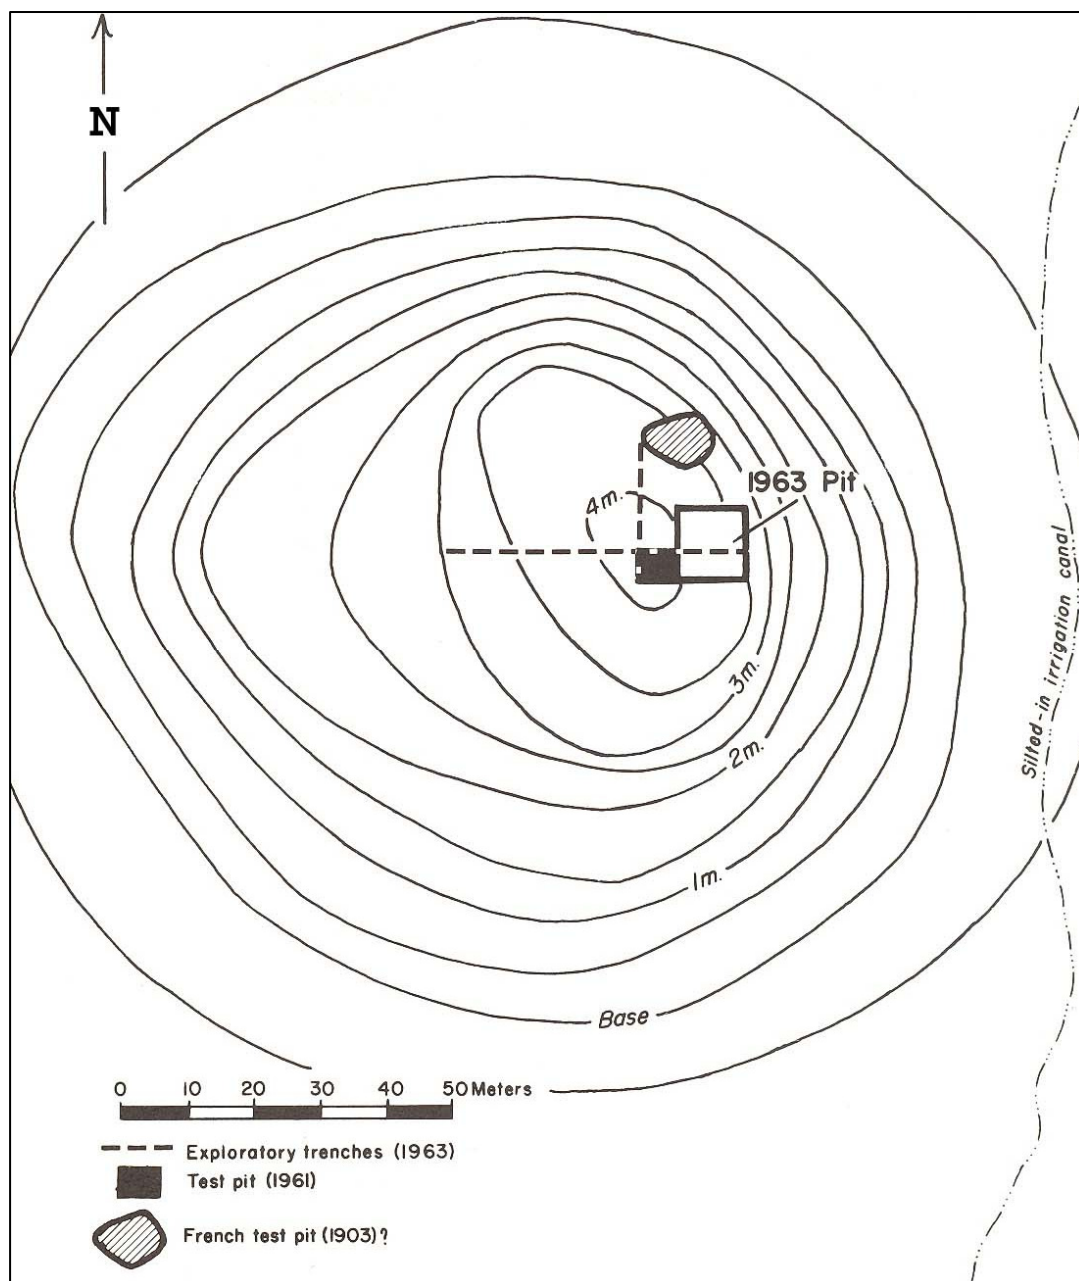 N
4m.
1963 Pit
3m.
2m.
1m.
Base
Silted-in irrigation canal
0 10 20 30 40 50 Meters
Exploratory trenches (1963)
Test pit (1961)
French test pit (1903)?